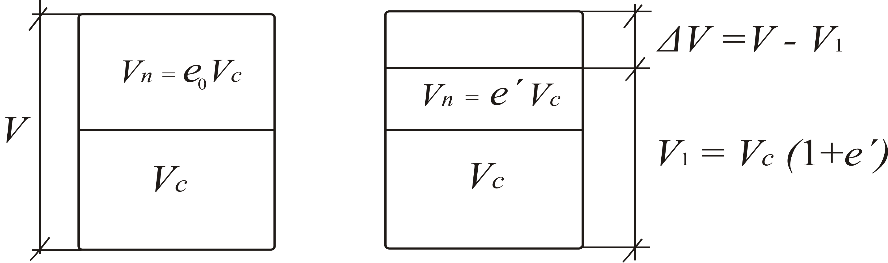 Vn = e₀Vc
V
Vc
Vn = e´Vc
Vc
ΔV = V - V₁
V₁ = Vc (1+e´)